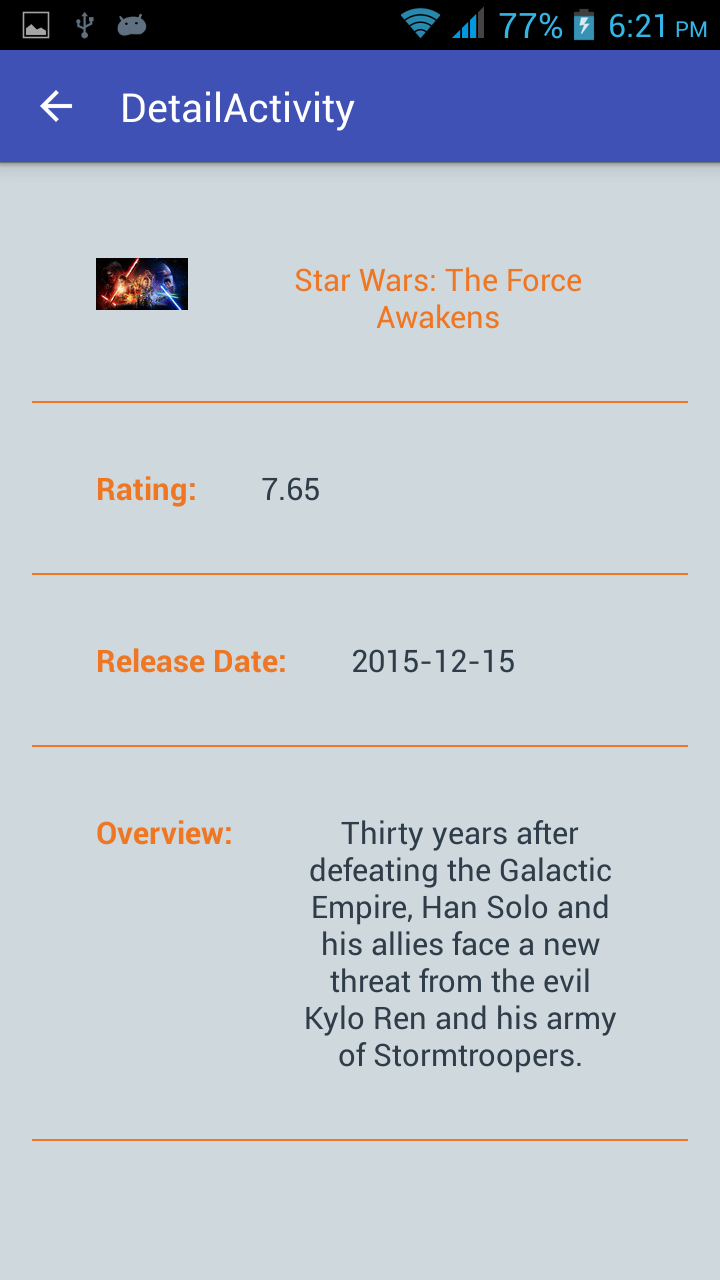 77% 6:21 PM
DetailActivity
Star Wars: The Force
Awakens
Rating: 7.65
Release Date: 2015-12-15
Overview: Thirty years after
defeating the Galactic
Empire, Han Solo and
his allies face a new
threat from the evil
Kylo Ren and his army
of Stormtroopers.